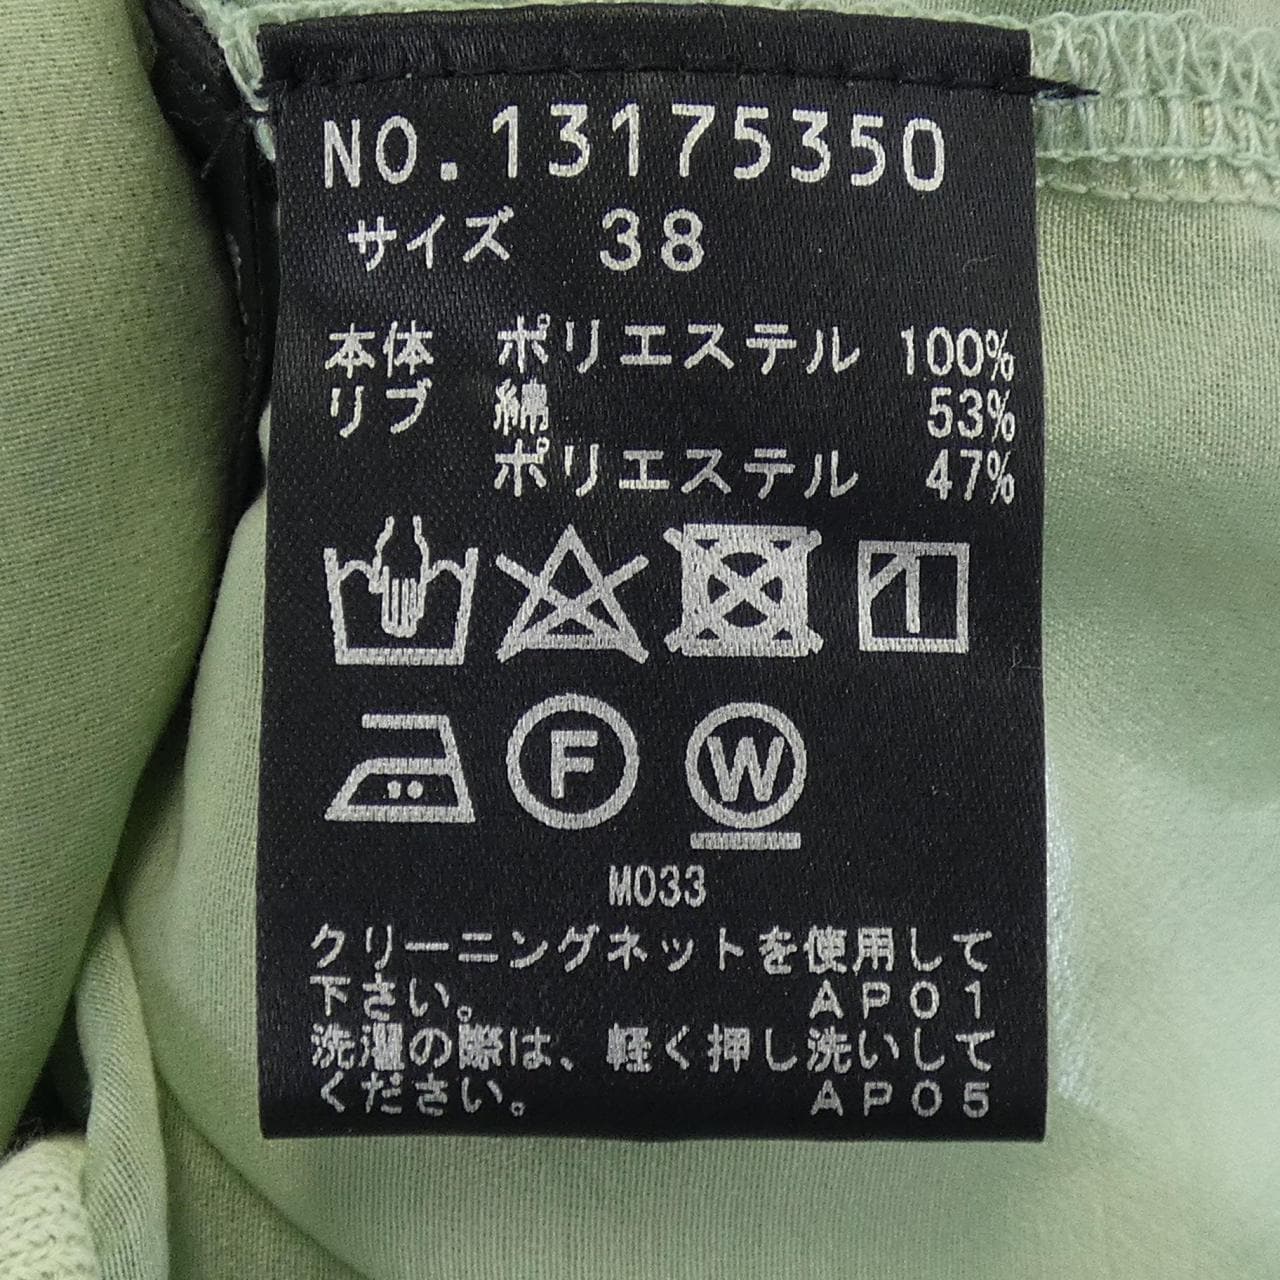 NO.13175350
サイズ 38
本体 ポリエステル 100%
リブ 綿 53%
ポリエステル 47%
F W
M033
クリーニングネットを使用して
下さい。 AP01
洗濯の際は、軽く押し洗いして
ください。 AP05